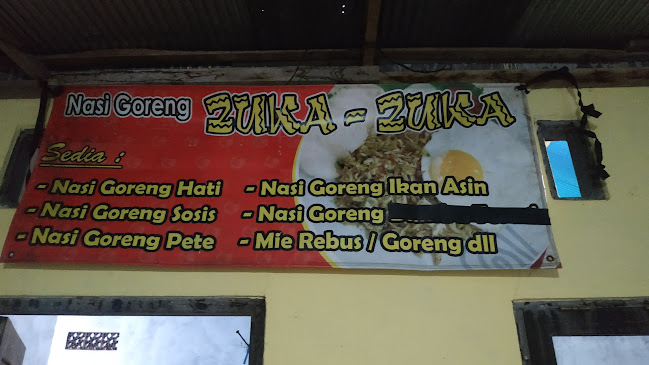 Nasi Goreng ZUKA - ZUKA
Sedia :
- Nasi Goreng Hati
- Nasi Goreng Sosis
- Nasi Goreng Pete
- Nasi Goreng Ikan Asin
- Nasi Goreng
- Mie Rebus / Goreng dll